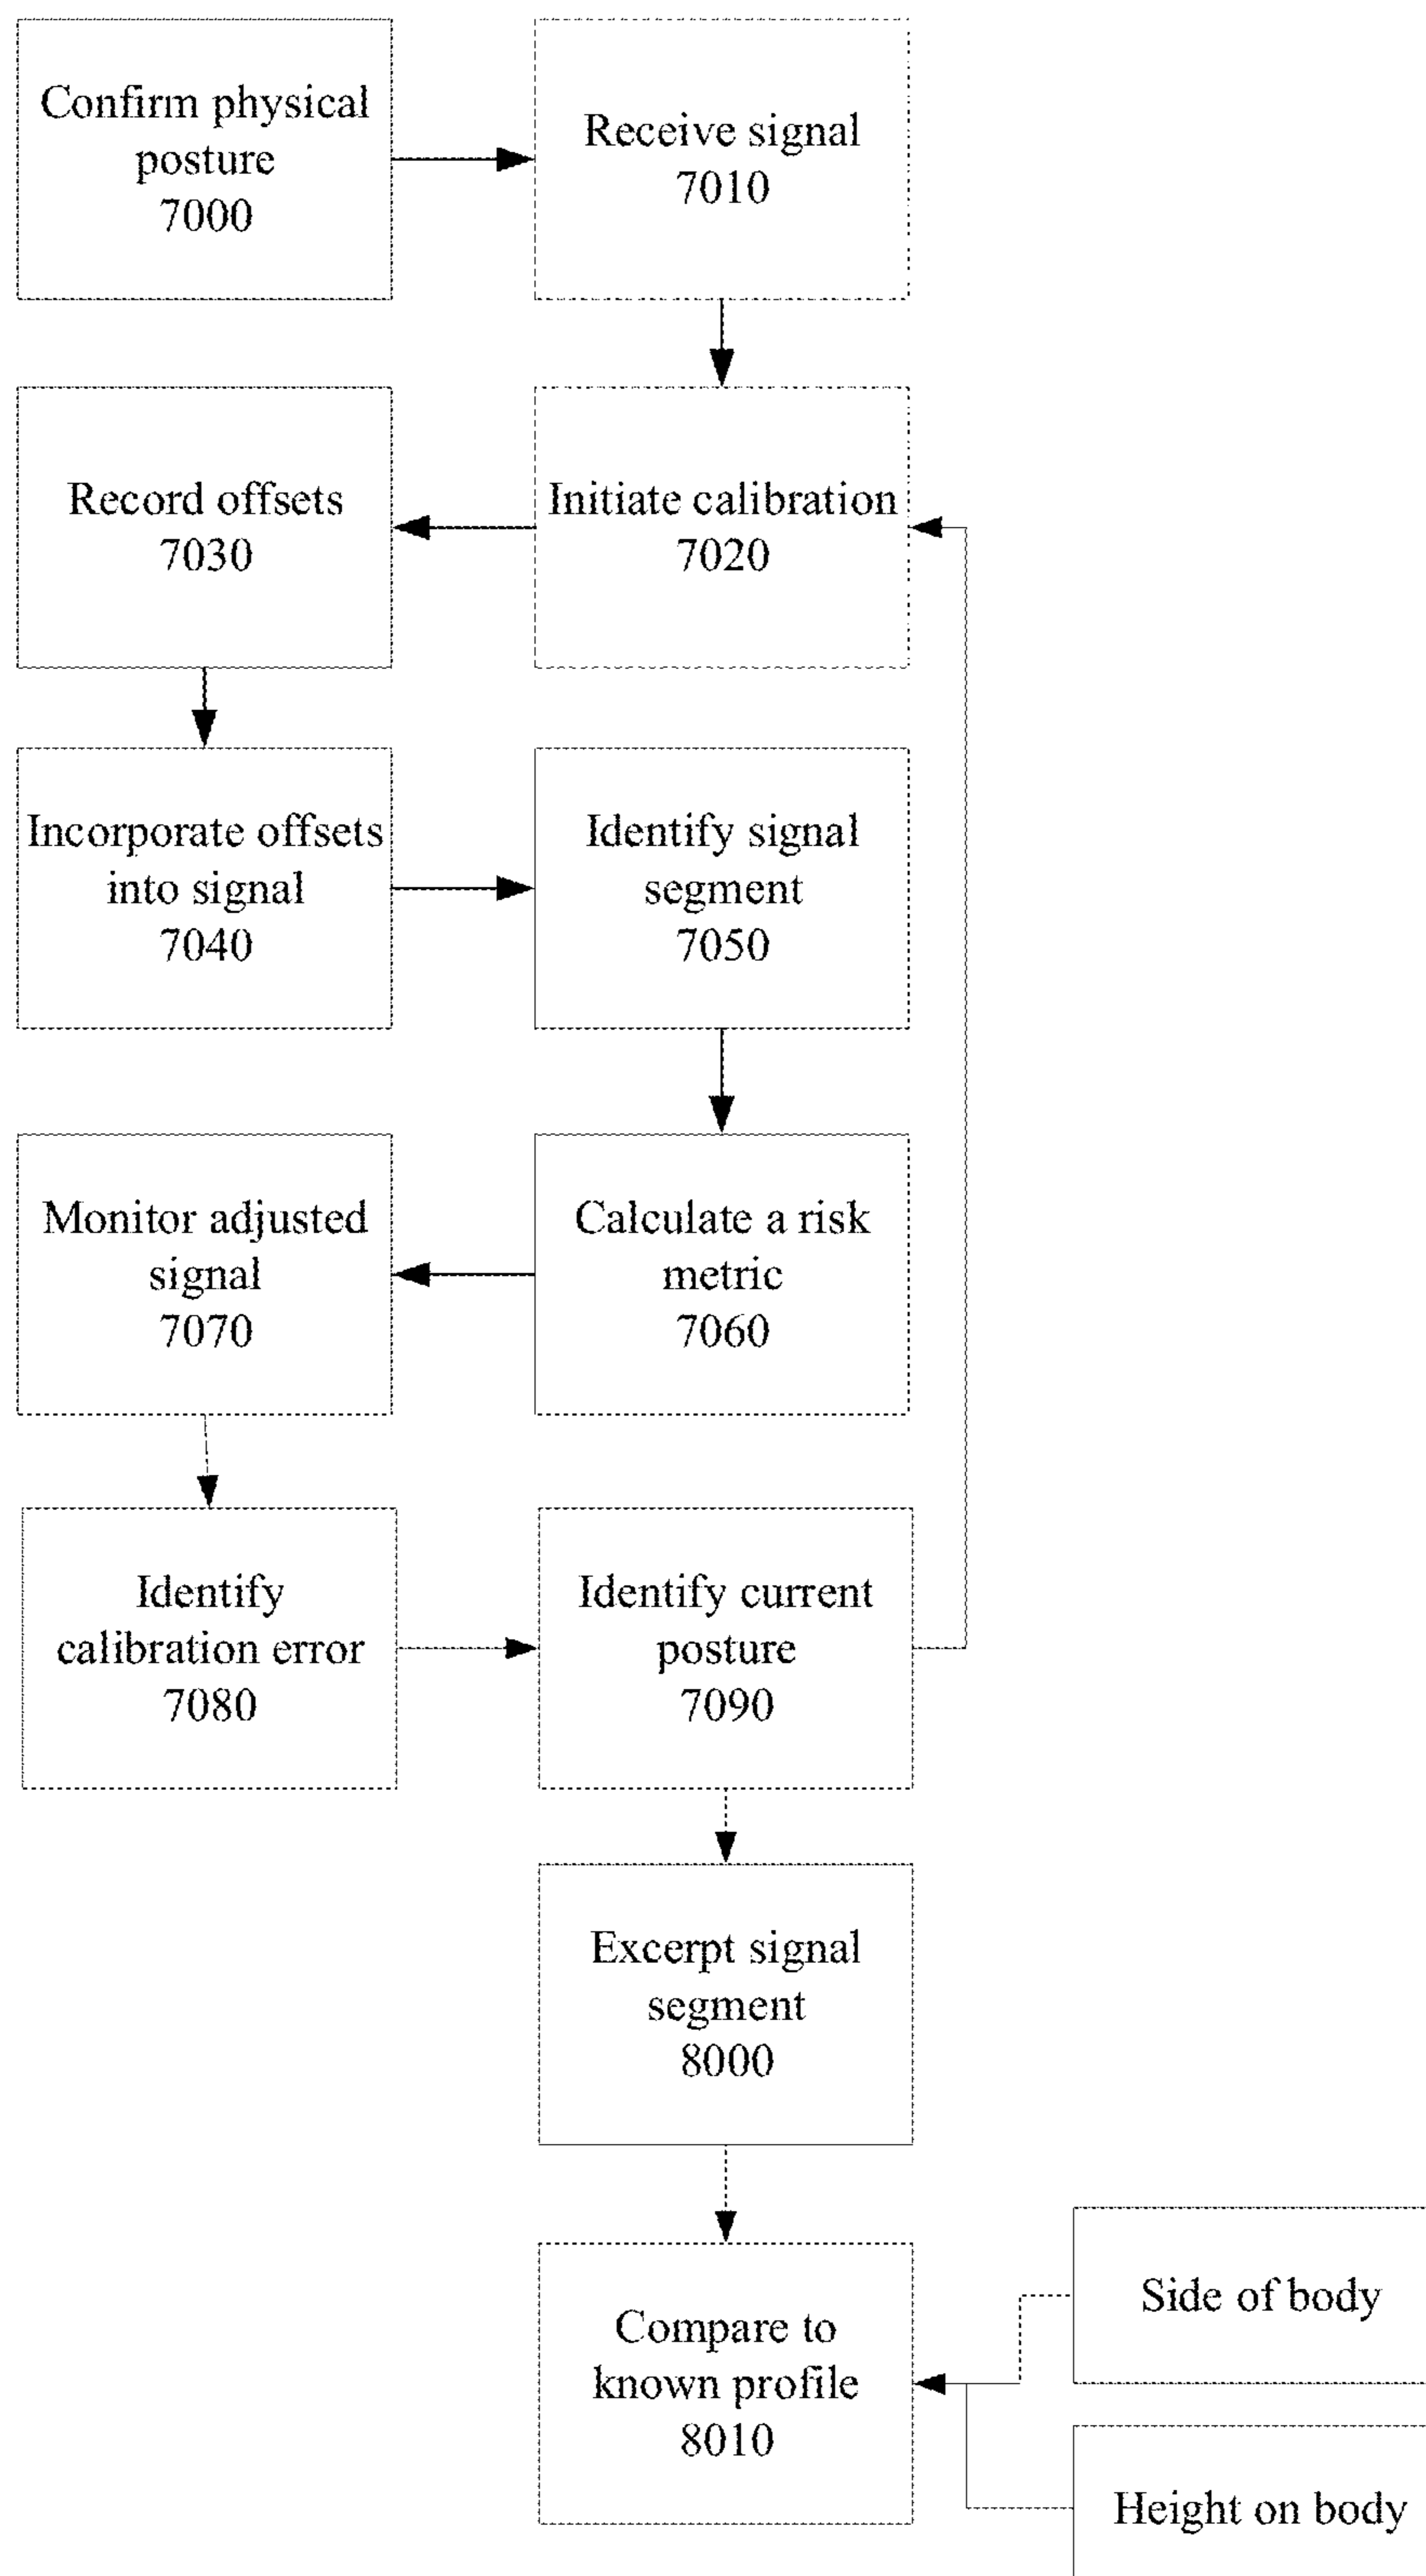 Confirm physical
posture
7000
Receive signal
7010
Record offsets
7030
Initiate calibration
7020
Incorporate offsets
into signal
7040
Identify signal
segment
7050
Monitor adjusted
signal
7070
Calculate a risk
metric
7060
Identify
calibration error
7080
Identify current
posture
7090
Excerpt signal
segment
8000
Compare to
known profile
8010
Side of body
Height on body